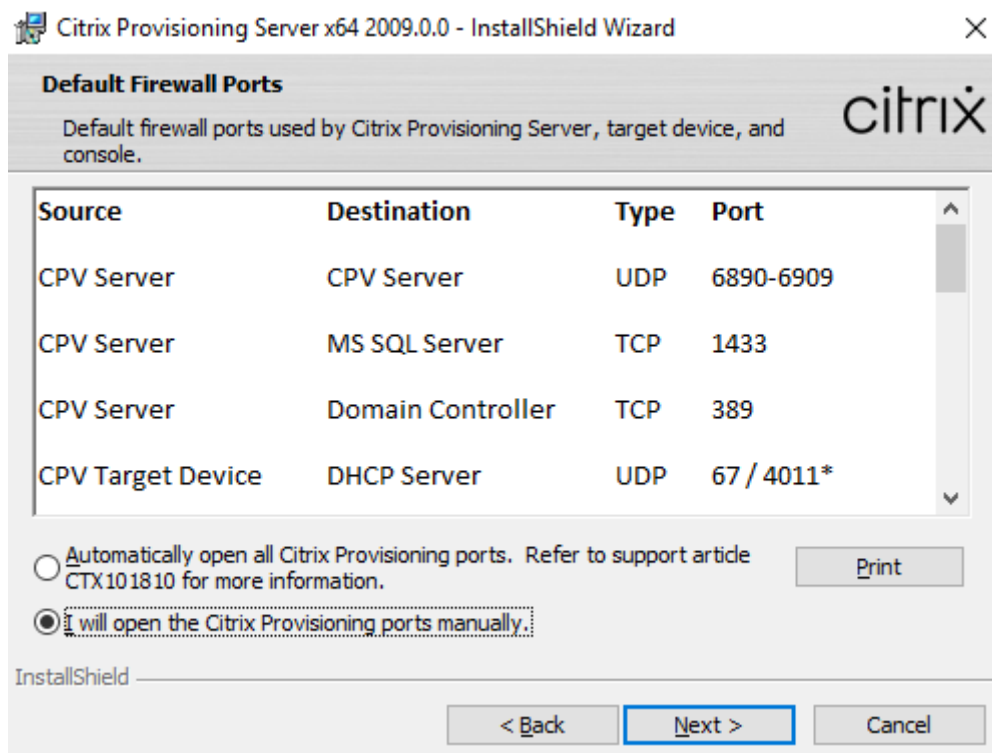 Citrix Provisioning Server x64 2009.0.0 - InstallShield Wizard
Default Firewall Ports
Default firewall ports used by Citrix Provisioning Server, target device, and
console.
citrix
Source Destination Type Port
CPV Server CPV Server UDP 6890-6909
CPV Server MS SQL Server TCP 1433
CPV Server Domain Controller TCP 389
CPV Target Device DHCP Server UDP 67 / 4011*
Automatically open all Citrix Provisioning ports. Refer to support article
CTX101810 for more information.
Print
I will open the Citrix Provisioning ports manually.
InstallShield
< Back Next > Cancel